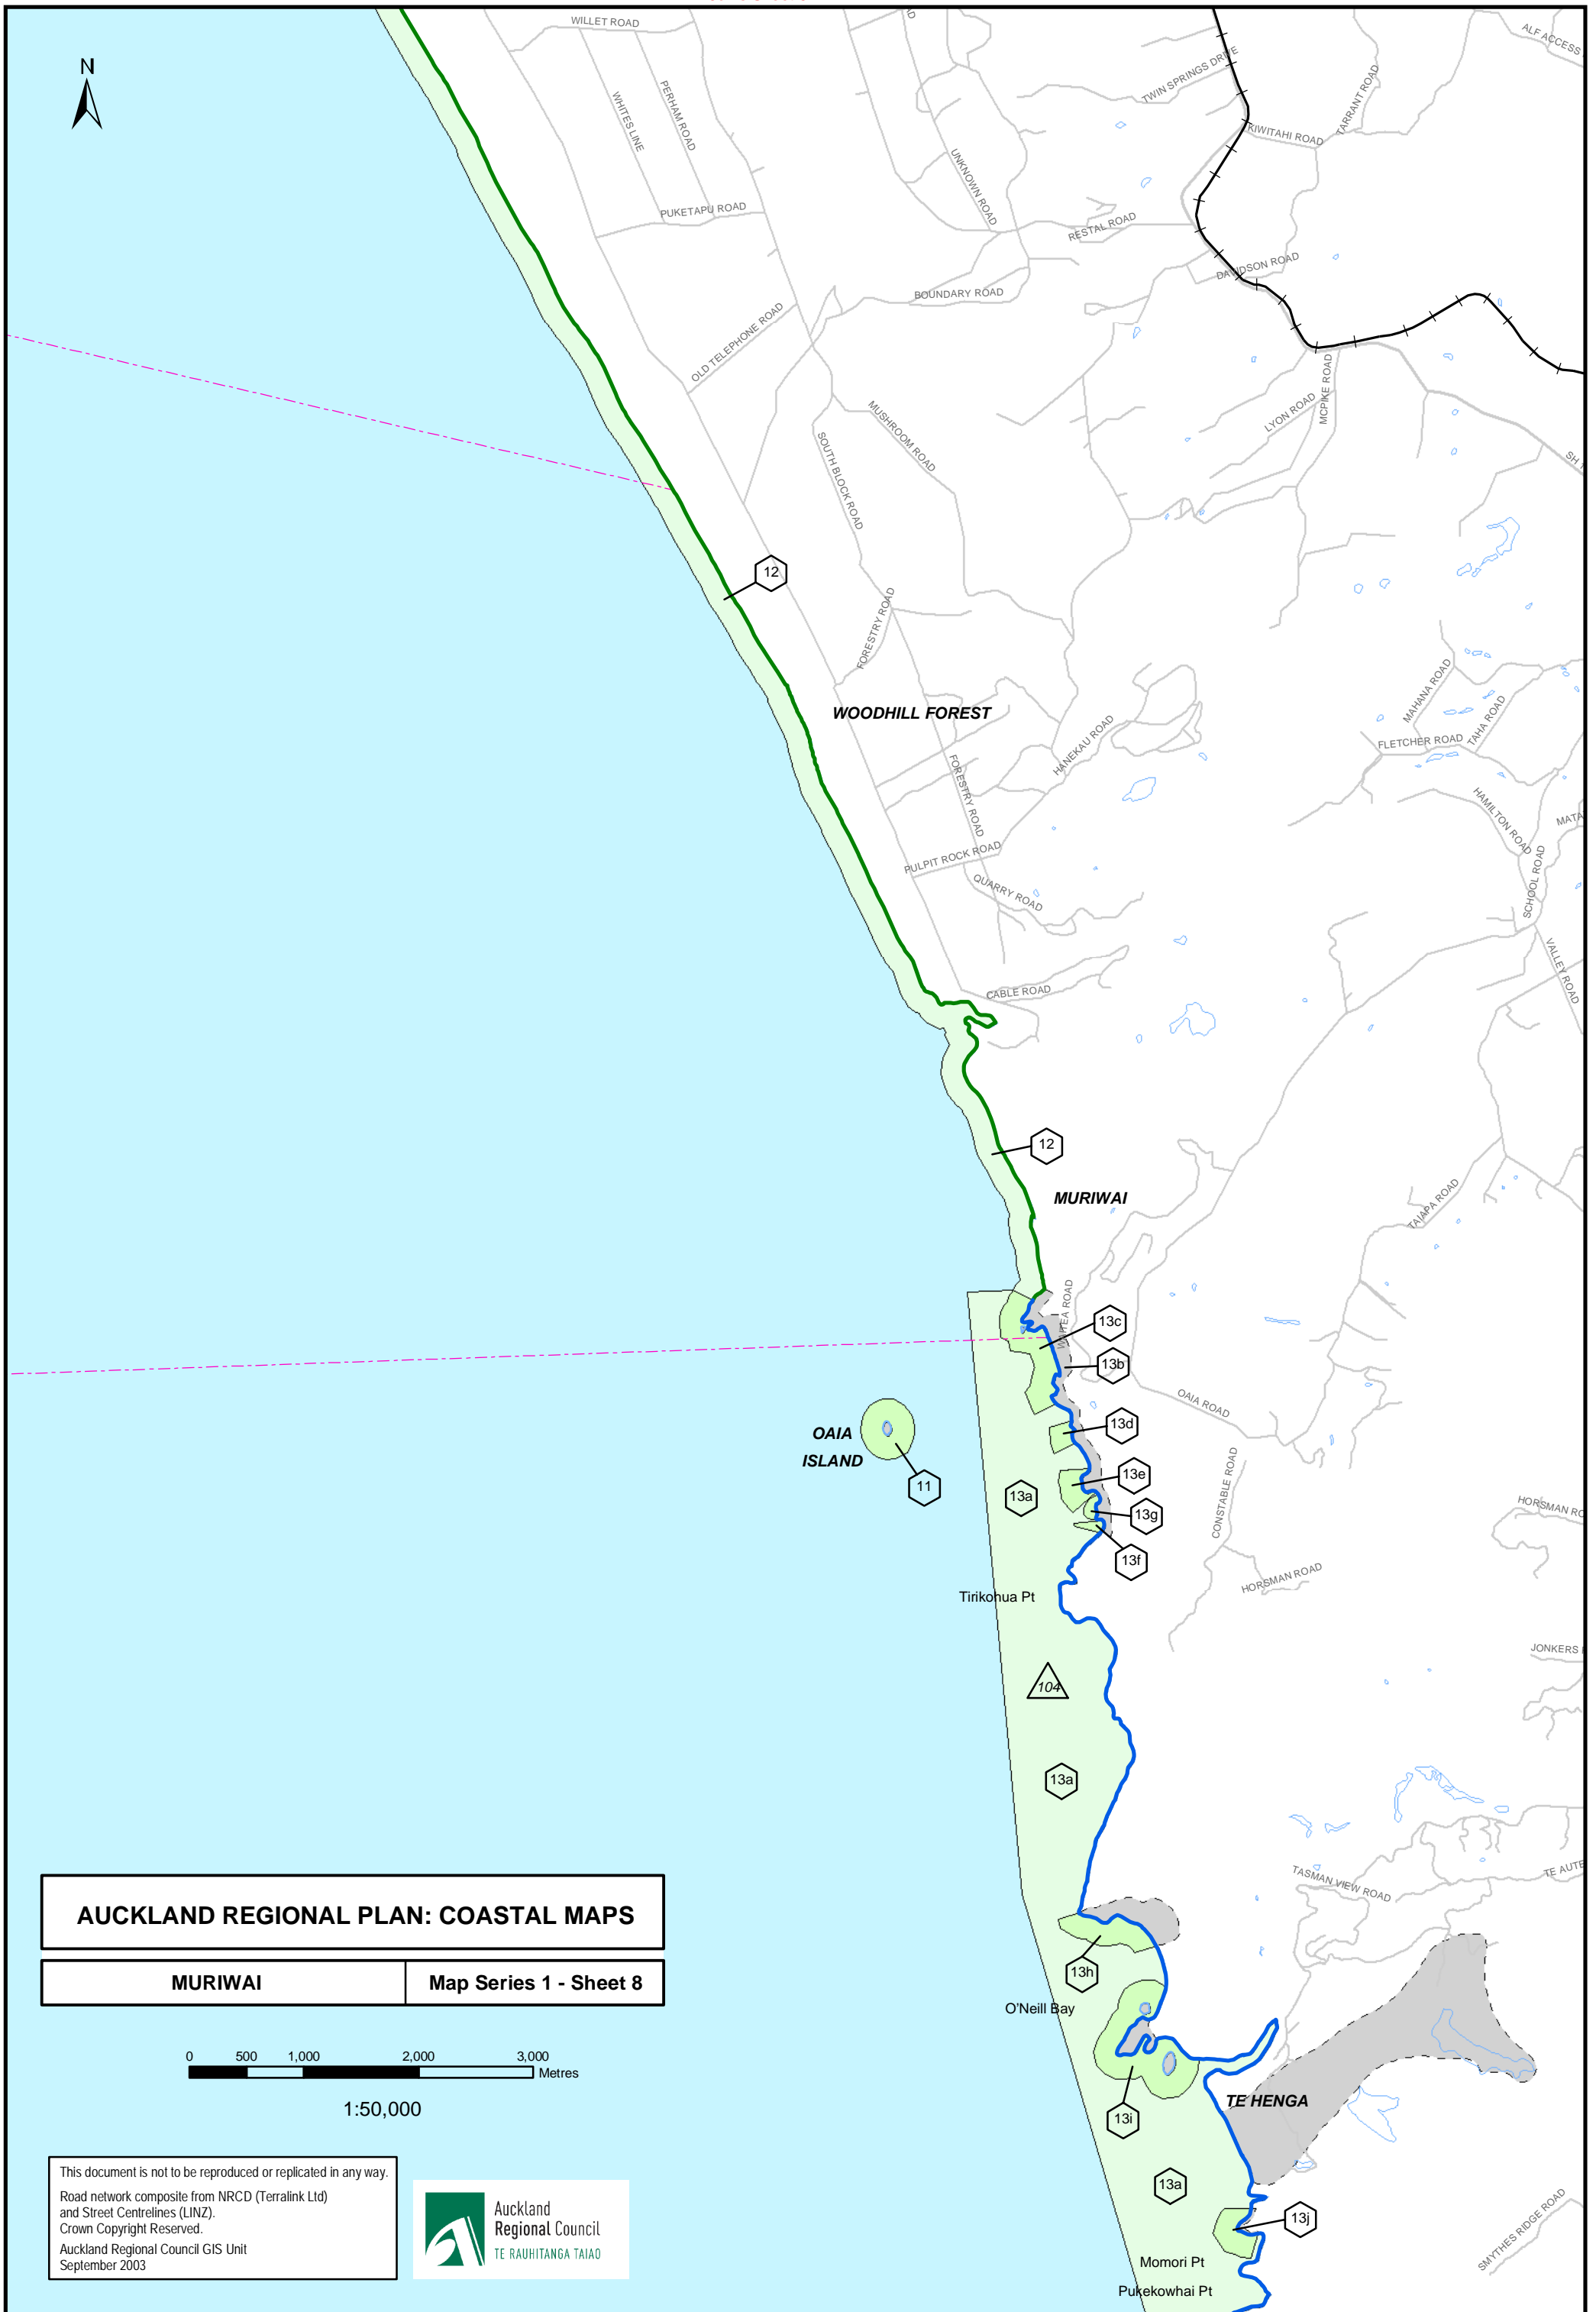 N
WILLET ROAD
WHITES LINE
PERHAM ROAD
PUKETAPU ROAD
UNKNOWN ROAD
TWIN SPRINGS DRIVE
ALF ACCESS
TARRANT ROAD
KIWITAHI ROAD
RESTAL ROAD
DAVIDSON ROAD
BOUNDARY ROAD
OLD TELEPHONE ROAD
MUSHROOM ROAD
SOUTH BLOCK ROAD
LYON ROAD
MCPIKE ROAD
SH
12
FORESTRY ROAD
WOODHILL FOREST
MAHANA ROAD
TAHA ROAD
FLETCHER ROAD
HANEKAU ROAD
FORESTRY ROAD
HAMILTON ROAD
MATA
PULPIT ROCK ROAD
QUARRY ROAD
SCHOOL ROAD
VALLEY ROAD
CABLE ROAD
12
MURIWAI
TAIAPA ROAD
13c
13b
OAIA ROAD
13d
OAIA
ISLAND
11
13a
13e
13g
13f
CONSTABLE ROAD
HORSMAN RO
HORSMAN ROAD
Tirikohua Pt
JONKERS
104
13a
TASMAN VIEW ROAD
TE AUTE
13h
O'Neill Bay
13i
TE HENGA
13a
13j
SMYTHES RIDGE ROAD
Momori Pt
Pukekowhai Pt
AUCKLAND REGIONAL PLAN: COASTAL MAPS
MURIWAI
Map Series 1 - Sheet 8
0 500 1,000 2,000 3,000
Metres
1:50,000
This document is not to be reproduced or replicated in any way.
Road network composite from NRCD (Terralink Ltd)
and Street Centrelines (LINZ).
Crown Copyright Reserved.
Auckland Regional Council GIS Unit
September 2003
Auckland
Regional Council
TE RAUHITANGA TAIAO